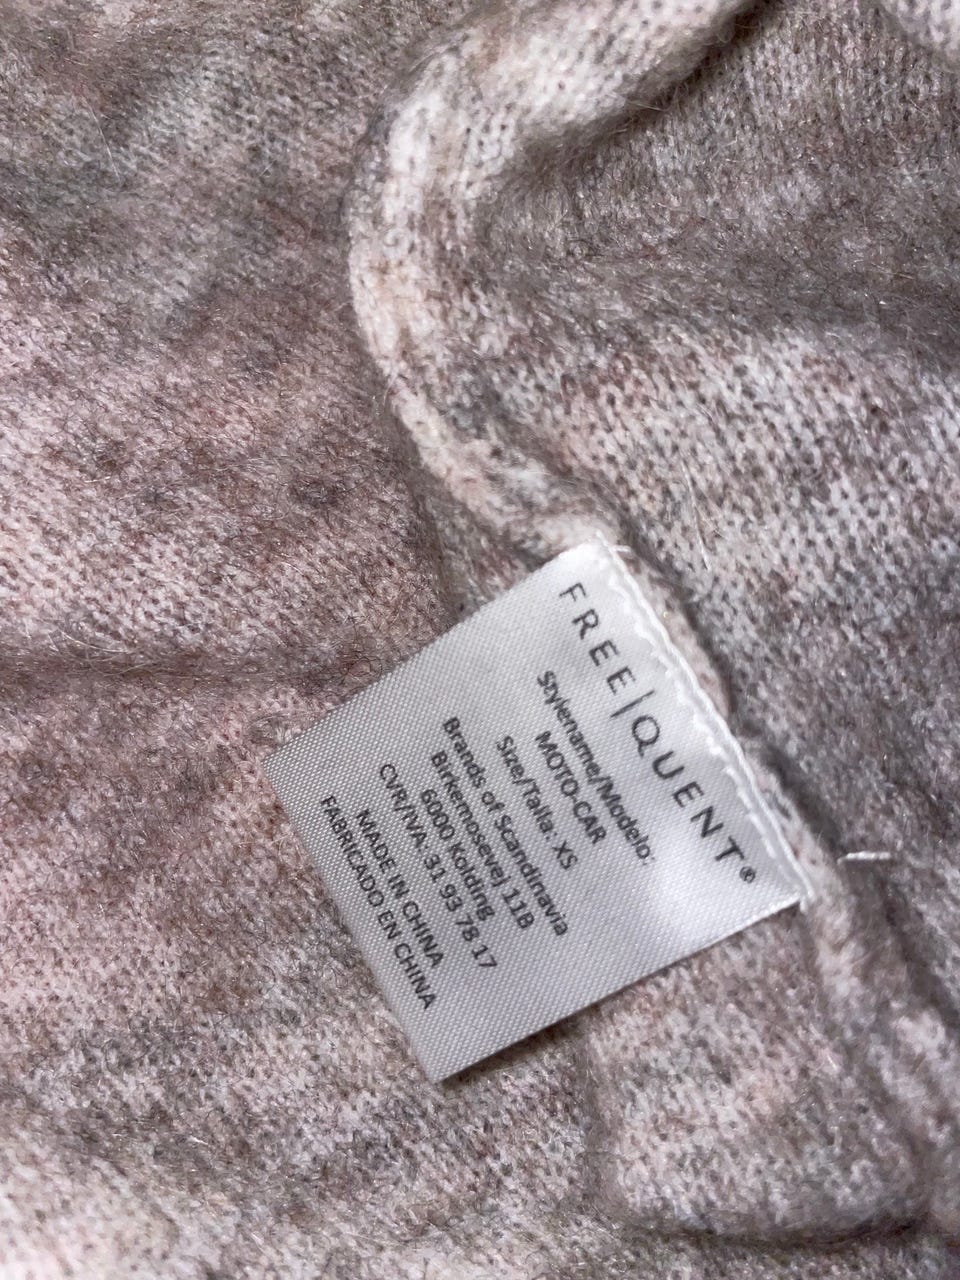 FREE|QUENT®
Stylename/Modelo:
MOTO-CAR
Size/Talla: XS
Brands of Scandinavia
Birkemosevej 11B
6000 Kolding
CVR/IVA. 31 93 78 17
MADE IN CHINA
FABRICADO EN CHINA